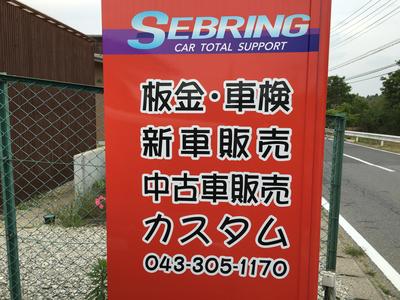 SEBRING
CAR TOTAL SUPPORT
板金・車検
新車販売
中古車販売
カスタム
043-305-1170